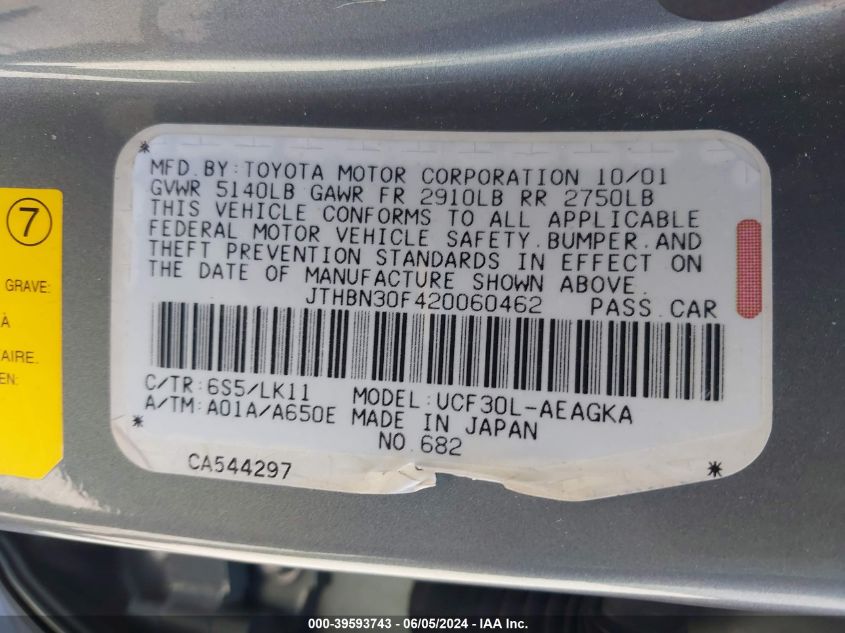 MFD.BY:TOYOTA MOTOR CORPORATION 10/01
GVWR 5140LB GAWR FR 2910LB RR 2750LB
THIS VEHICLE CONFORMS TO ALL APPLICABLE
FEDERAL MOTOR VEHICLE SAFETY.BUMPER.AND
THEFT PREVENTION STANDARDS IN EFFECT ON
THE DATE OF MANUFACTURE SHOWN ABOVE.
JTHBN30F420060462 PASS.CAR
C/TR:6S5/LK11 MODEL:UCF30L-AEAGKA
A/TM:A01A/A650E MADE IN JAPAN
NO.682
CA544297
7
GRAVE:
À
AIRE.
EN:
000-39593743 - 06/05/2024 - IAA Inc.